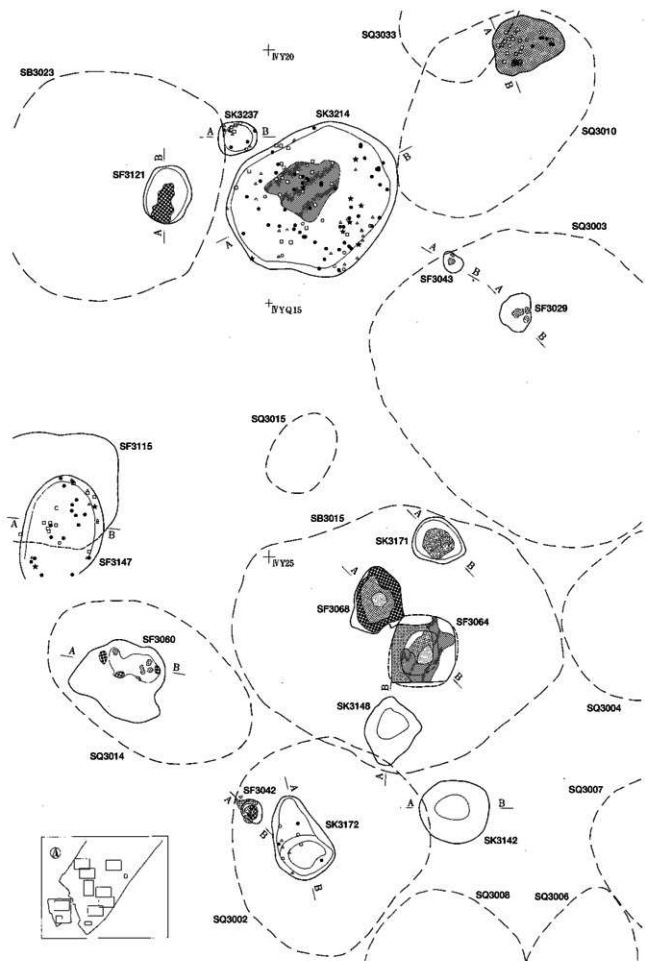 SQ3033
A
IVY20
SB3023
SK3237
SK3214
A
B
B
SQ3010
B
B
SF3121
A
A
SQ3003
A
SF3043
B
A
SF3029
B
IVYQ15
SQ3015
SF3115
SB3015
A
SK3171
A
B
SF3147
IVY25
B
A
SF3068
SF3064
SF3060
A
B
B
B
SK3148
SQ3004
SQ3014
A
SF3042
A
A
A
B
SQ3007
B
SK3172
SK3142
A
B
SQ3002
SQ3008
SQ3006